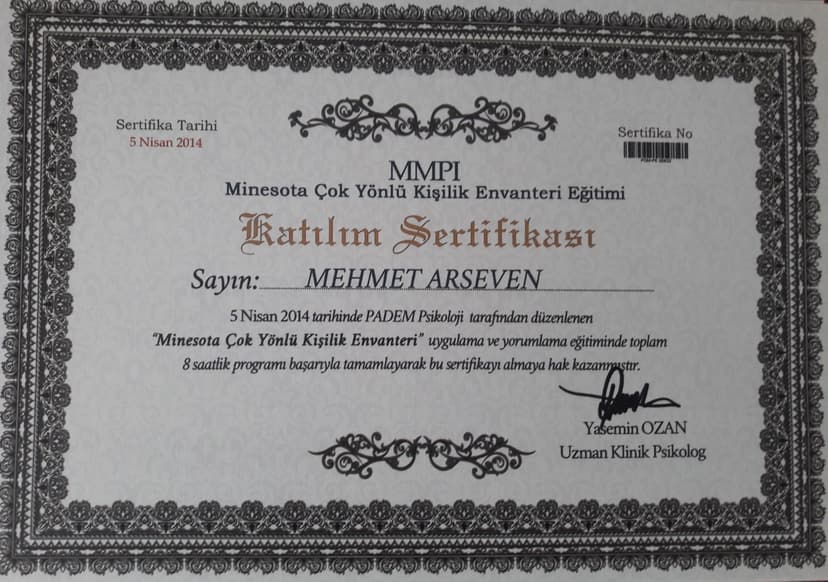 Sertifika Tarihi
5 Nisan 2014
Sertifika No
MMPI
Minesota Çok Yönlü Kişilik Envanteri Eğitimi
Katılım Sertifikası
Sayın: MEHMET ARSEVEN
5 Nisan 2014 tarihinde PADEM Psikoloji tarafından düzenlenen
“Minesota Çok Yönlü Kişilik Envanteri” uygulama ve yorumlama eğitiminde toplam
8 saatlik programı başarıyla tamamlayarak bu sertifikayı almaya hak kazanmıştır.
Yasemin OZAN
Uzman Klinik Psikolog